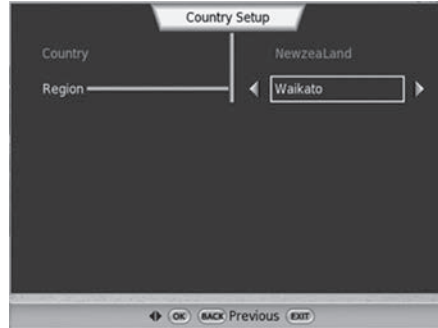 Country Setup
Country NewzeaLand
Region Waikato
OK BACK Previous EXIT